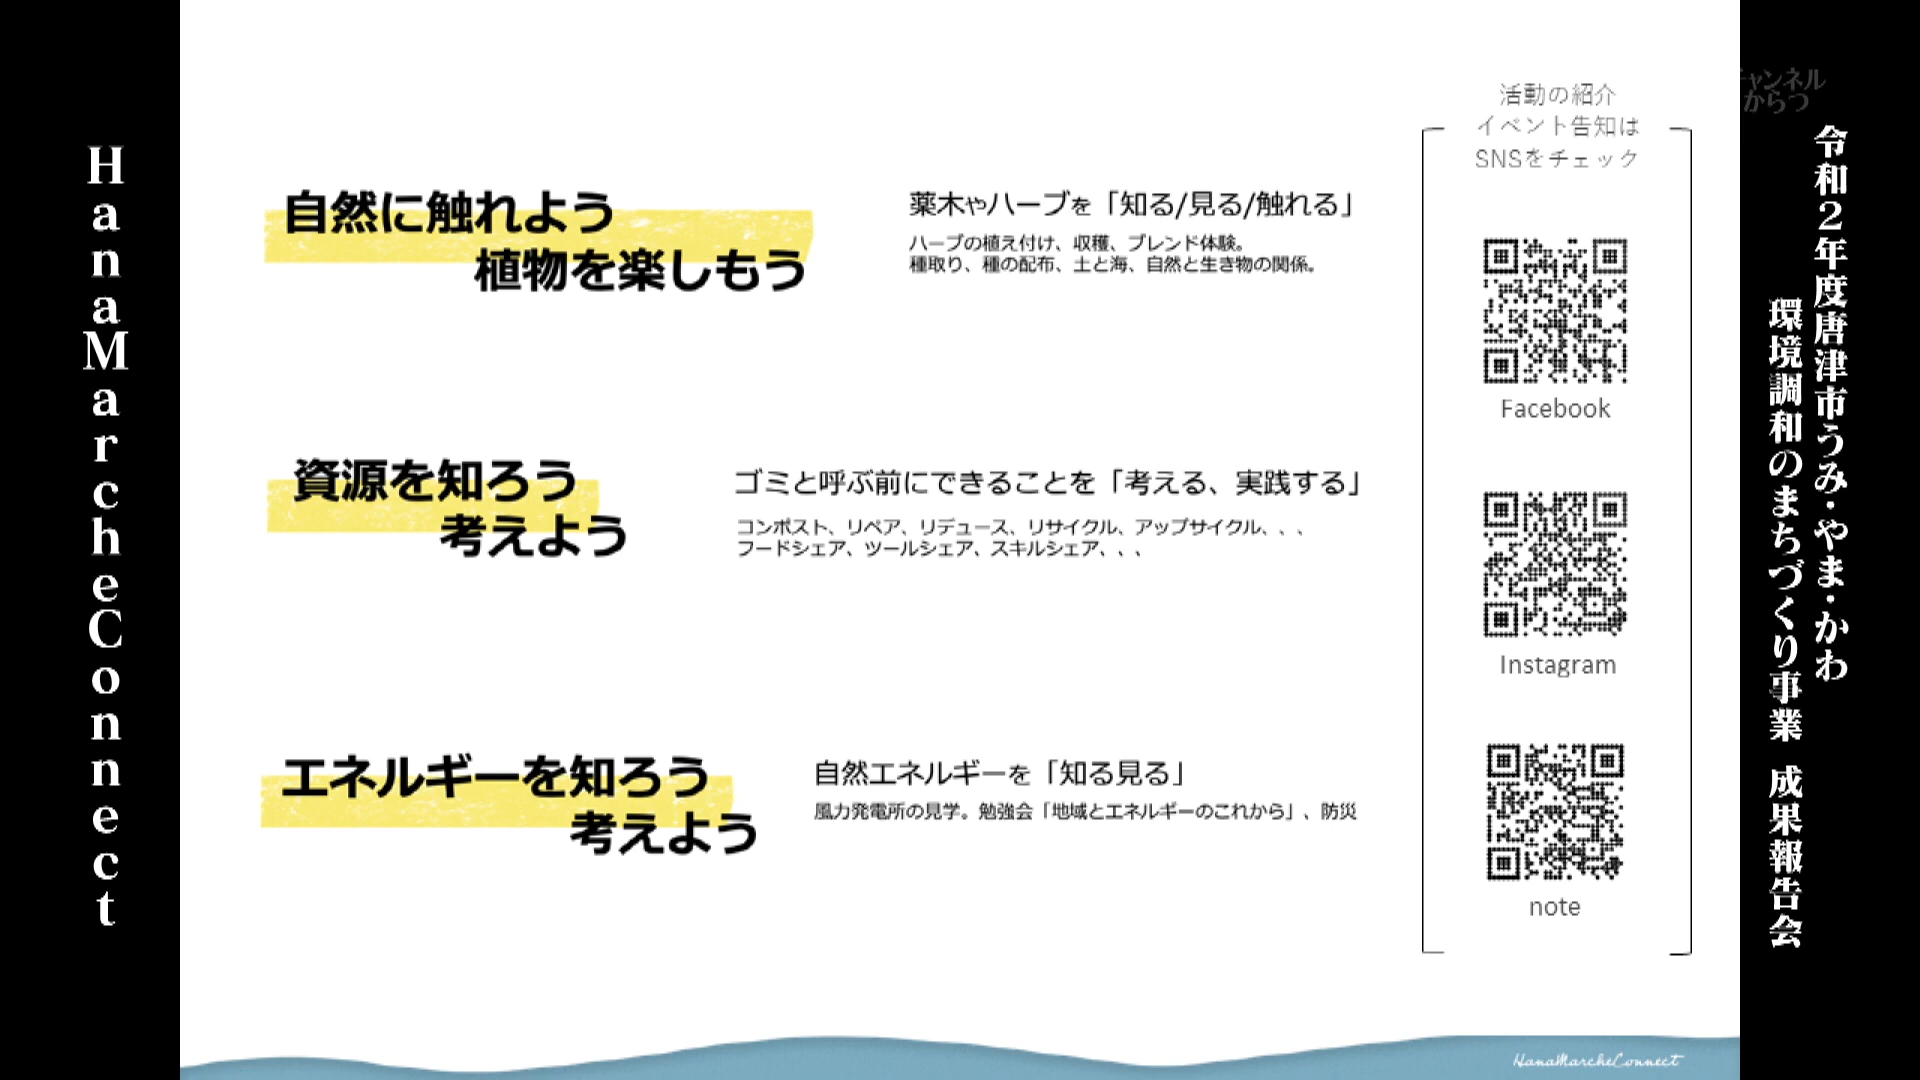 HanaMarcheConnect
自然に触れよう
植物を楽しもう
薬木やハーブを「知る/見る/触れる」
ハーブの植え付け、収穫、ブレンド体験。
種取り、種の配布、土と海、自然と生き物の関係。
資源を知ろう
考えよう
ゴミと呼ぶ前にできることを「考える、実践する」
コンポスト、リペア、リデュース、リサイクル、アップサイクル、、、
フードシェア、ツールシェア、スキルシェア、、、
エネルギーを知ろう
考えよう
自然エネルギーを「知る見る」
風力発電所の見学。勉強会「地域とエネルギーのこれから」、防災
活動の紹介
イベント告知は
SNSをチェック
Facebook
Instagram
note
HanaMarcheConnect
チャンネル
からつ
令和２年度唐津市うみ・やま・かわ
環境調和のまちづくり事業 成果報告会